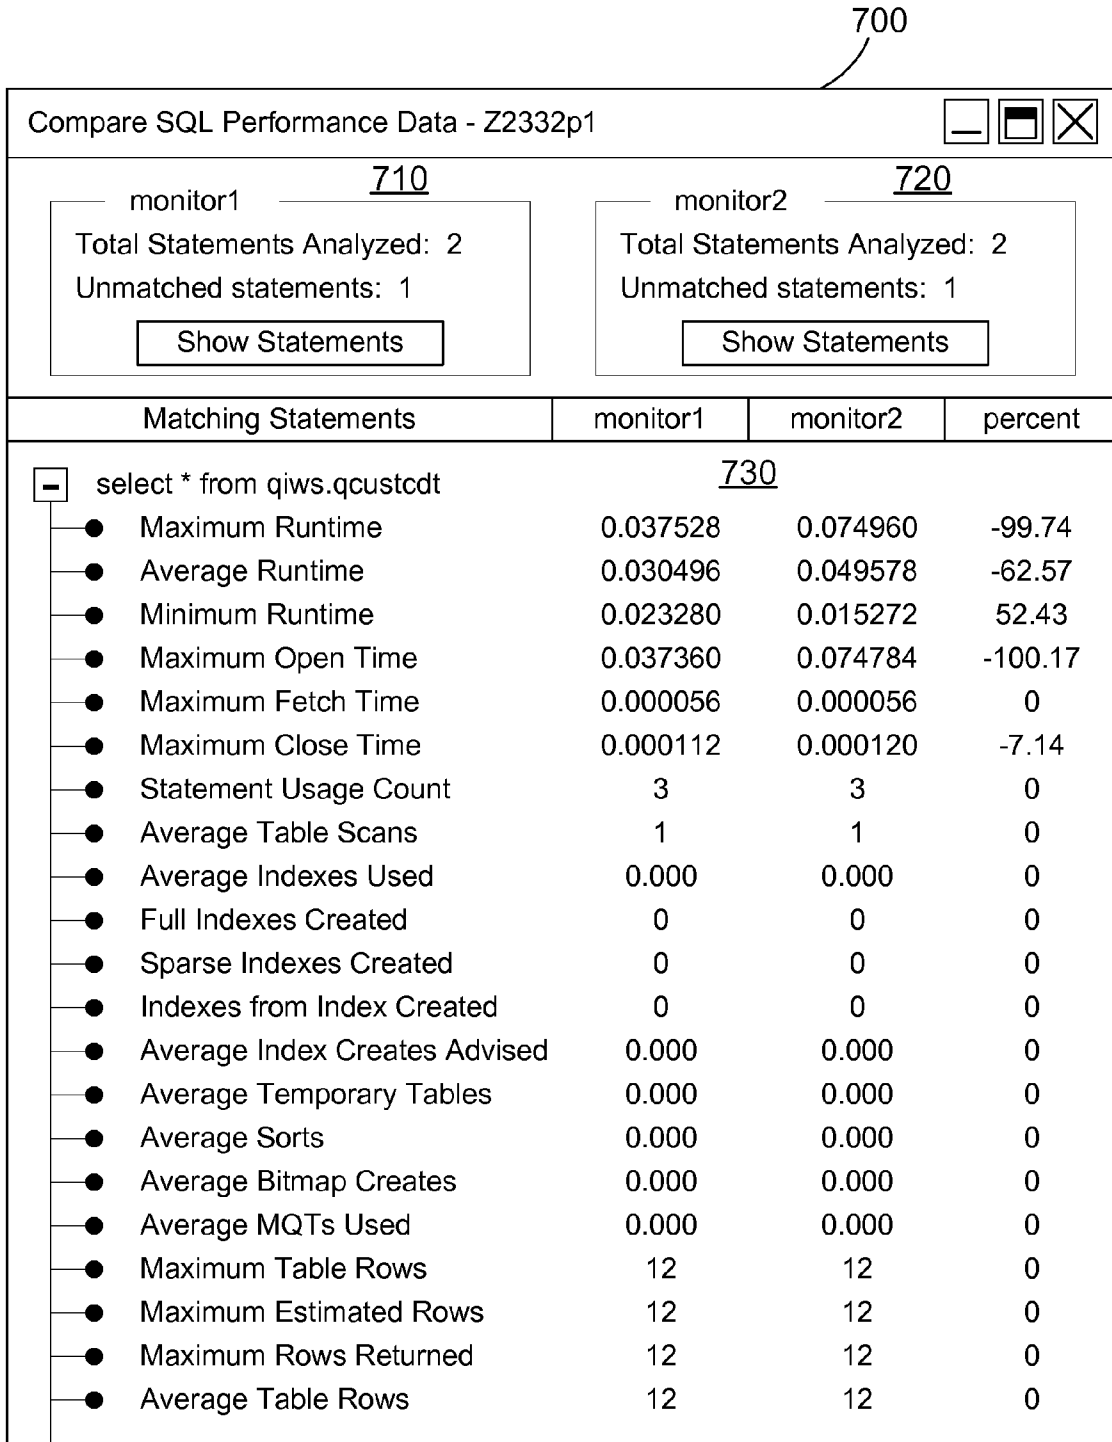 700
Compare SQL Performance Data - Z2332p1
710 720
monitor1 monitor2
Total Statements Analyzed: 2 Total Statements Analyzed: 2
Unmatched statements: 1 Unmatched statements: 1
Show Statements Show Statements
Matching Statements monitor1 monitor2 percent
730
select * from qiws.qcustcdt
Maximum Runtime 0.037528 0.074960 -99.74
Average Runtime 0.030496 0.049578 -62.57
Minimum Runtime 0.023280 0.015272 52.43
Maximum Open Time 0.037360 0.074784 -100.17
Maximum Fetch Time 0.000056 0.000056 0
Maximum Close Time 0.000112 0.000120 -7.14
Statement Usage Count 3 3 0
Average Table Scans 1 1 0
Average Indexes Used 0.000 0.000 0
Full Indexes Created 0 0 0
Sparse Indexes Created 0 0 0
Indexes from Index Created 0 0 0
Average Index Creates Advised 0.000 0.000 0
Average Temporary Tables 0.000 0.000 0
Average Sorts 0.000 0.000 0
Average Bitmap Creates 0.000 0.000 0
Average MQTs Used 0.000 0.000 0
Maximum Table Rows 12 12 0
Maximum Estimated Rows 12 12 0
Maximum Rows Returned 12 12 0
Average Table Rows 12 12 0